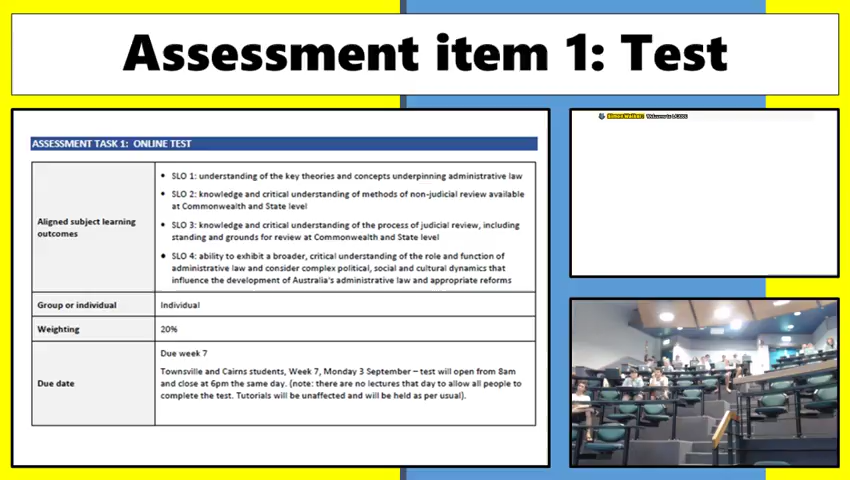 Assessment item 1: Test
ASSESSMENT TASK 1: ONLINE TEST
Aligned subject learning
outcomes
• SLO 1: understanding of the key theories and concepts underpinning administrative law
• SLO 2: knowledge and critical understanding of methods of non-judicial review available
at Commonwealth and State level
• SLO 3: knowledge and critical understanding of the process of judicial review, including
standing and grounds for review at Commonwealth and State level
• SLO 4: ability to exhibit a broader, critical understanding of the role and function of
administrative law and consider complex political, social and cultural dynamics that
influence the development of Australia's administrative law and appropriate reforms
Group or individual
Individual
Weighting
20%
Due date
Due week 7
Townsville and Cairns students, Week 7, Monday 3 September – test will open from 8am
and close at 6pm the same day. (note: there are no lectures that day to allow all people to
complete the test. Tutorials will be unaffected and will be held as per usual).
Welcome to